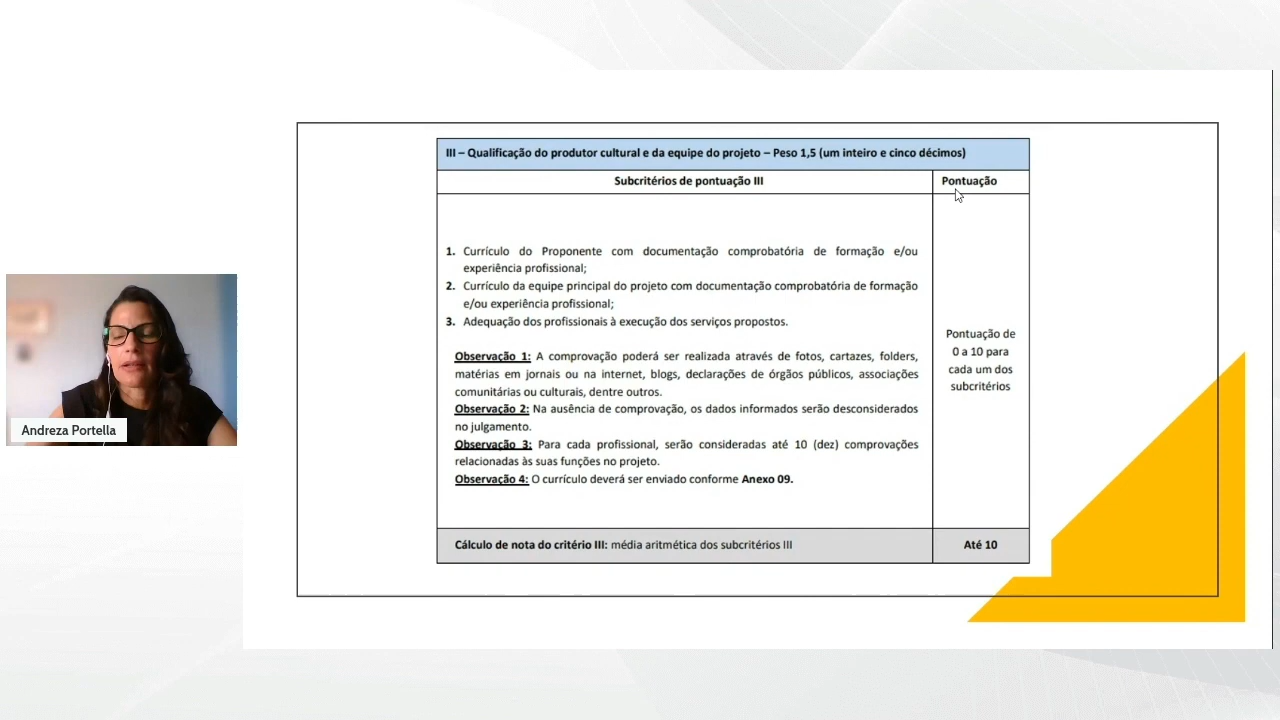 III – Qualificação do produtor cultural e da equipe do projeto – Peso 1,5 (um inteiro e cinco décimos)
Subcritérios de pontuação III
Pontuação
1. Currículo do Proponente com documentação comprobatória de formação e/ou
experiência profissional;
2. Currículo da equipe principal do projeto com documentação comprobatória de formação
e/ou experiência profissional;
3. Adequação dos profissionais à execução dos serviços propostos.
Observação 1: A comprovação poderá ser realizada através de fotos, cartazes, folders,
matérias em jornais ou na internet, blogs, declarações de órgãos públicos, associações
comunitárias ou culturais, dentre outros.
Observação 2: Na ausência de comprovação, os dados informados serão desconsiderados
no julgamento.
Observação 3: Para cada profissional, serão consideradas até 10 (dez) comprovações
relacionadas às suas funções no projeto.
Observação 4: O currículo deverá ser enviado conforme Anexo 09.
Pontuação de
0 a 10 para
cada um dos
subcritérios
Cálculo de nota do critério III: média aritmética dos subcritérios III
Até 10
Andreza Portella